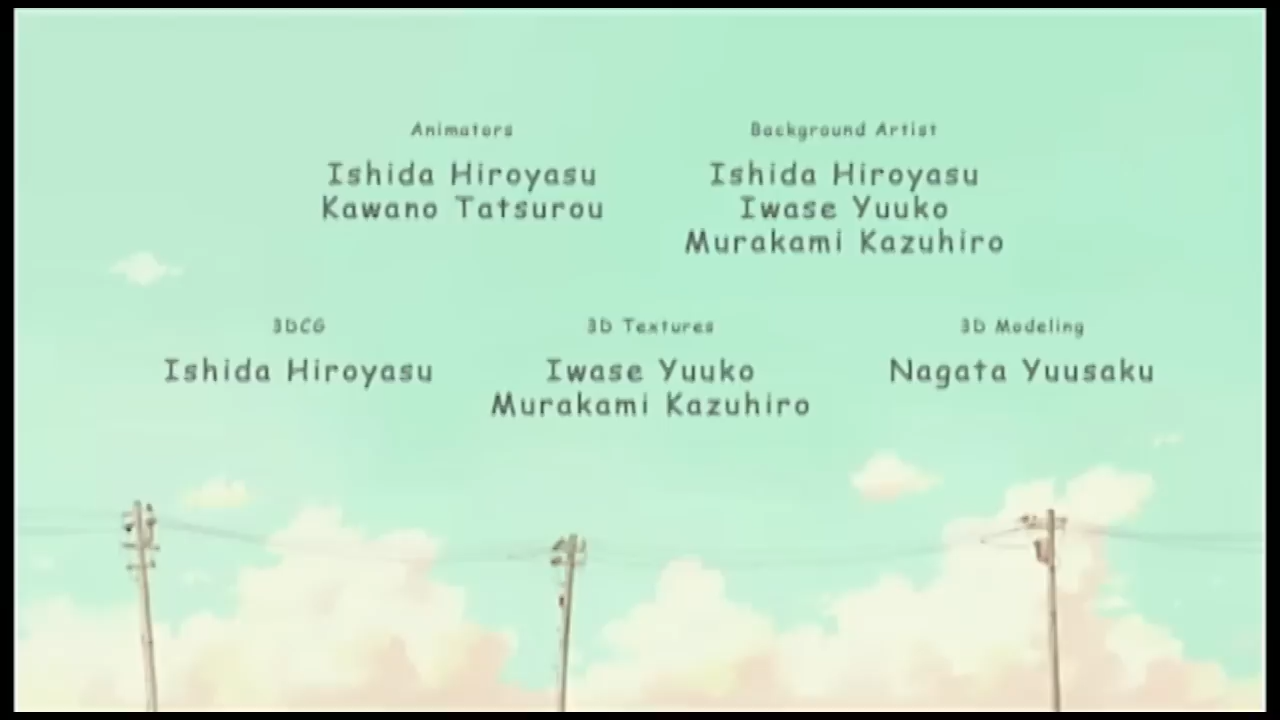 Animators
Ishida Hiroyasu
Kawano Tatsurou
Background Artist
Ishida Hiroyasu
Iwase Yuuko
Murakami Kazuhiro
3DCG
Ishida Hiroyasu
3D Textures
Iwase Yuuko
Murakami Kazuhiro
3D Modeling
Nagata Yuusaku